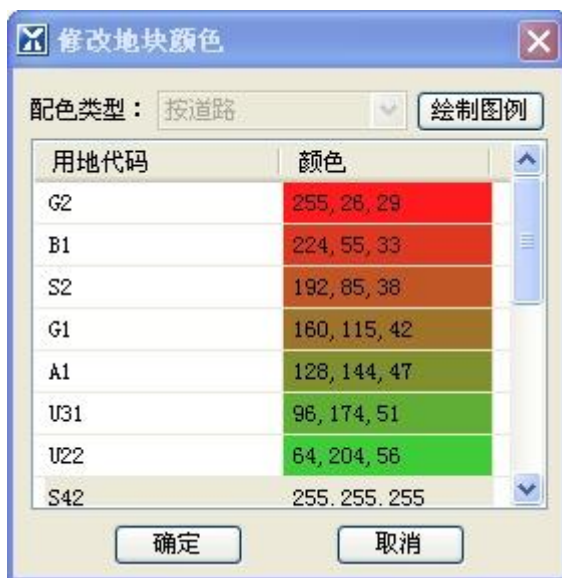 修改地块颜色
配色类型： 按道路 绘制图例
用地代码 颜色
G2 255, 26, 29
B1 224, 55, 33
S2 192, 85, 38
G1 160, 115, 42
A1 128, 144, 47
U31 96, 174, 51
U22 64, 204, 56
S42 255. 255. 255
确定 取消